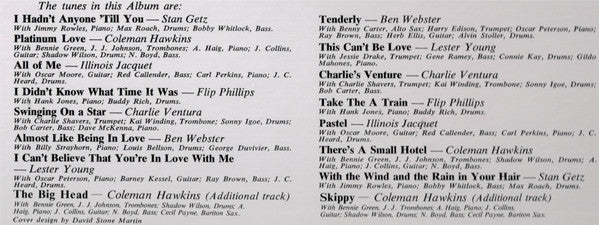 The tunes in this Album are:
I Hadn't Anyone 'Till You — Stan Getz
With Jimmy Rowles, Piano; Max Roach, Drums; Bobby Whitlock, Bass.
Platinum Love — Coleman Hawkins
With Bennie Green, J. J. Johnson, Trombones; A. Haig, Piano; J. Collins,
Guitar; Shadow Wilson, Drums; N. Boyd, Bass.
All of Me — Illinois Jacquet
With Oscar Moore, Guitar; Red Callender, Bass; Carl Perkins, Piano; J. C.
Heard, Drums.
I Didn't Know What Time It Was — Flip Phillips
With Hank Jones, Piano; Buddy Rich, Drums.
Swinging On a Star — Charlie Ventura
With Charlie Shavers, Trumpet; Kai Winding, Trombone; Sonny Igoe, Drums;
Bob Carter, Bass; Dave McKenna, Piano.
Almost Like Being In Love — Ben Webster
With Billy Strayhorn, Piano; Louis Bellson, Drums; George Duvivier, Bass.
I Can't Believe That You're In Love With Me
— Lester Young
With Oscar Peterson, Piano; Barney Kessel, Guitar; Ray Brown, Bass; J. C.
Heard, Drums.
The Big Head — Coleman Hawkins (Additional track)
With Bennie Green, J. J. Johnson, Trombones; Shadow Wilson, Drums; A.
Haig, Piano; J. Collins, Guitar; N. Boyd, Bass; Cecil Payne, Bariton Sax.
Cover design by David Stone Martin
Tenderly — Ben Webster
With Benny Carter, Alto Sax; Harry Edison, Trumpet; Oscar Peterson, Piano;
Ray Brown, Bass; Herb Ellis, Guitar; Alvin Stoller, Drums.
This Can't Be Love — Lester Young
With Jessie Drake, Trumpet; Gene Ramey, Bass; Connie Kay, Drums; Gildo
Mahones, Piano.
Charlie's Venture — Charlie Ventura
With Charlie Shavers, Trumpet; Kai Winding, Trombone; Sonny Igoe, Drums;
Bob Carter, Bass.
Take The A Train — Flip Phillips
With Hank Jones, Piano; Buddy Rich, Drums.
Pastel — Illinois Jacquet
With Oscar Moore, Guitar; Red Callender, Bass; Carl Perkins, Piano; J. C.
Heard, Drums.
There's A Small Hotel — Coleman Hawkins
With Bennie Green, J. J. Johnson, Trombones; Shadow Wilson, Drums; A.
Haig, Piano; J. Collins, Guitar; N. Boyd, Bass.
With the Wind and the Rain in Your Hair — Stan Getz
With Jimmy Rowles, Piano; Bobby Whitlock, Bass; Max Roach, Drums.
Skippy — Coleman Hawkins (Additional track)
With Bennie Green, J. J. Johnson, Trombones; A. Haig, Piano; J. Collins,
Guitar; Shadow Wilson, Drums; N. Boyd, Bass; Cecil Payne, Bariton Sax.